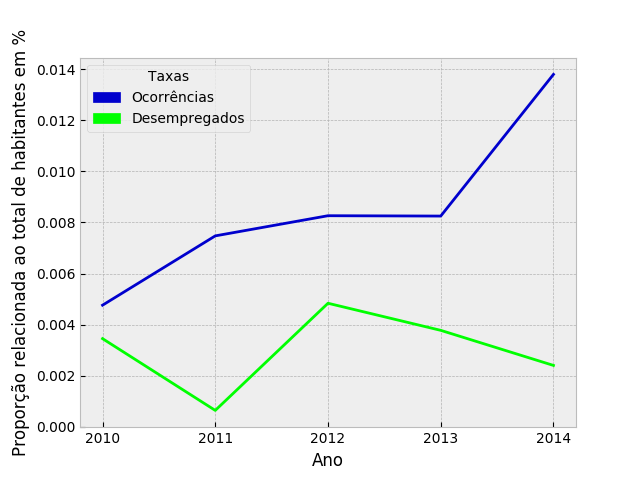 Proporção relacionada ao total de habitantes em %
0.014
0.012
0.010
0.008
0.006
0.004
0.002
0.000
Taxas
Ocorrências
Desempregados
2010 2011 2012 2013 2014
Ano